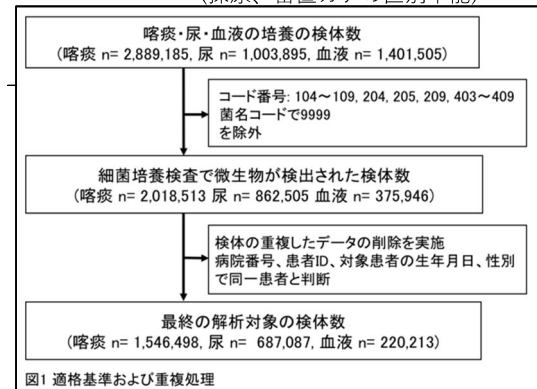 喀痰・尿・血液の培養の検体数
(喀痰 n= 2,889,185, 尿 n= 1,003,895, 血液 n= 1,401,505)
コード番号: 104~109, 204, 205, 209, 403~409
菌名コードで9999
を除外
細菌培養検査で微生物が検出された検体数
(喀痰 n= 2,018,513 尿 n= 862,505 血液 n= 375,946)
検体の重複したデータの削除を実施
病院番号、患者ID、対象患者の生年月日、性別
で同一患者と判断
最終の解析対象の検体数
(喀痰 n= 1,546,498, 尿 n= 687,087, 血液 n= 220,213)
図1 適格基準および重複処理